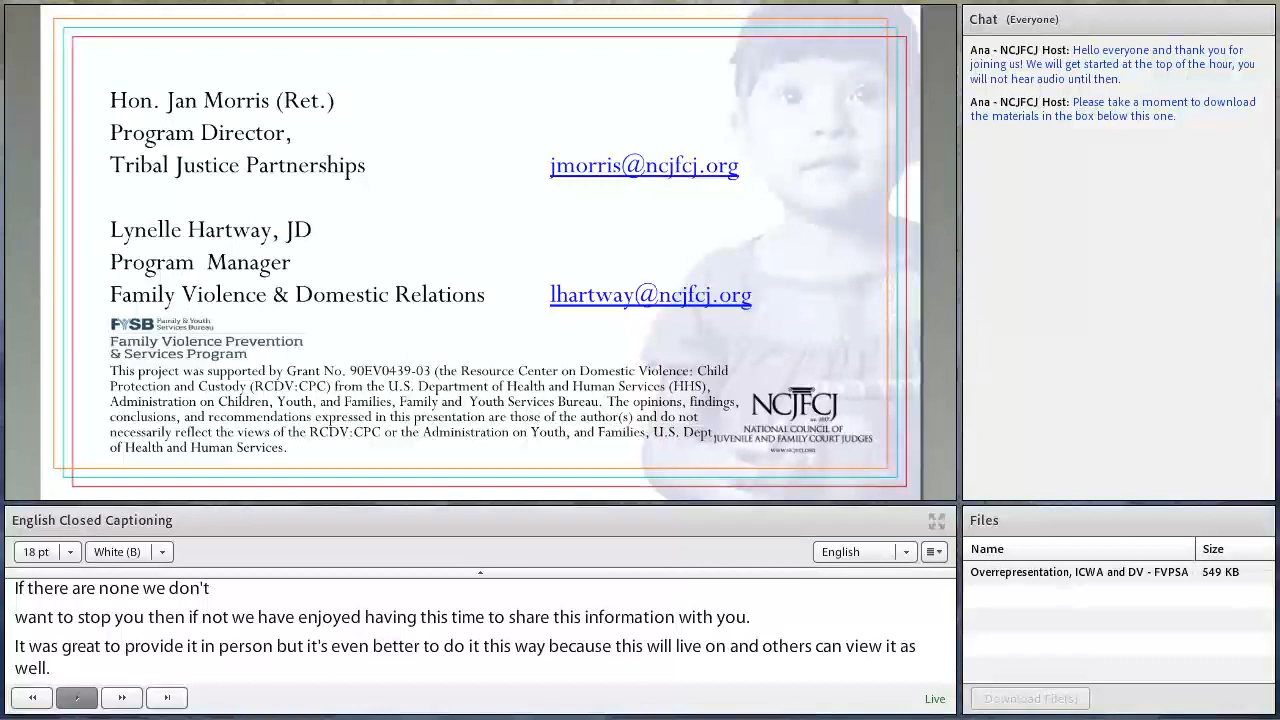 Hon. Jan Morris (Ret.)
Program Director,
Tribal Justice Partnerships jmorris@ncjfcj.org
Lynelle Hartway, JD
Program Manager
Family Violence & Domestic Relations lhartway@ncjfcj.org
FYSB Family & Youth
Services Bureau
Family Violence Prevention
& Services Program
This project was supported by Grant No. 90EV0439-03 (the Resource Center on Domestic Violence: Child
Protection and Custody (RCDV:CPC) from the U.S. Department of Health and Human Services (HHS),
Administration on Children, Youth, and Families, Family and Youth Services Bureau. The opinions, findings,
conclusions, and recommendations expressed in this presentation are those of the author(s) and do not
necessarily reflect the views of the RCDV:CPC or the Administration on Youth, and Families, U.S. Dept
of Health and Human Services.
NCJFCJ
NATIONAL COUNCIL OF
JUVENILE AND FAMILY COURT JUDGES
www.ncjfcj.org
Chat (Everyone)
Ana - NCJFCJ Host: Hello everyone and thank you for
joining us! We will get started at the top of the hour, you
will not hear audio until then.
Ana - NCJFCJ Host: Please take a moment to download
the materials in the box below this one.
English Closed Captioning
18 pt White (B) English
If there are none we don't
want to stop you then if not we have enjoyed having this time to share this information with you.
It was great to provide it in person but it's even better to do it this way because this will live on and others can view it as
well.
Live
Files
Name Size
Overrepresentation, ICWA and DV - FVPSA 549 KB
Download File(s)